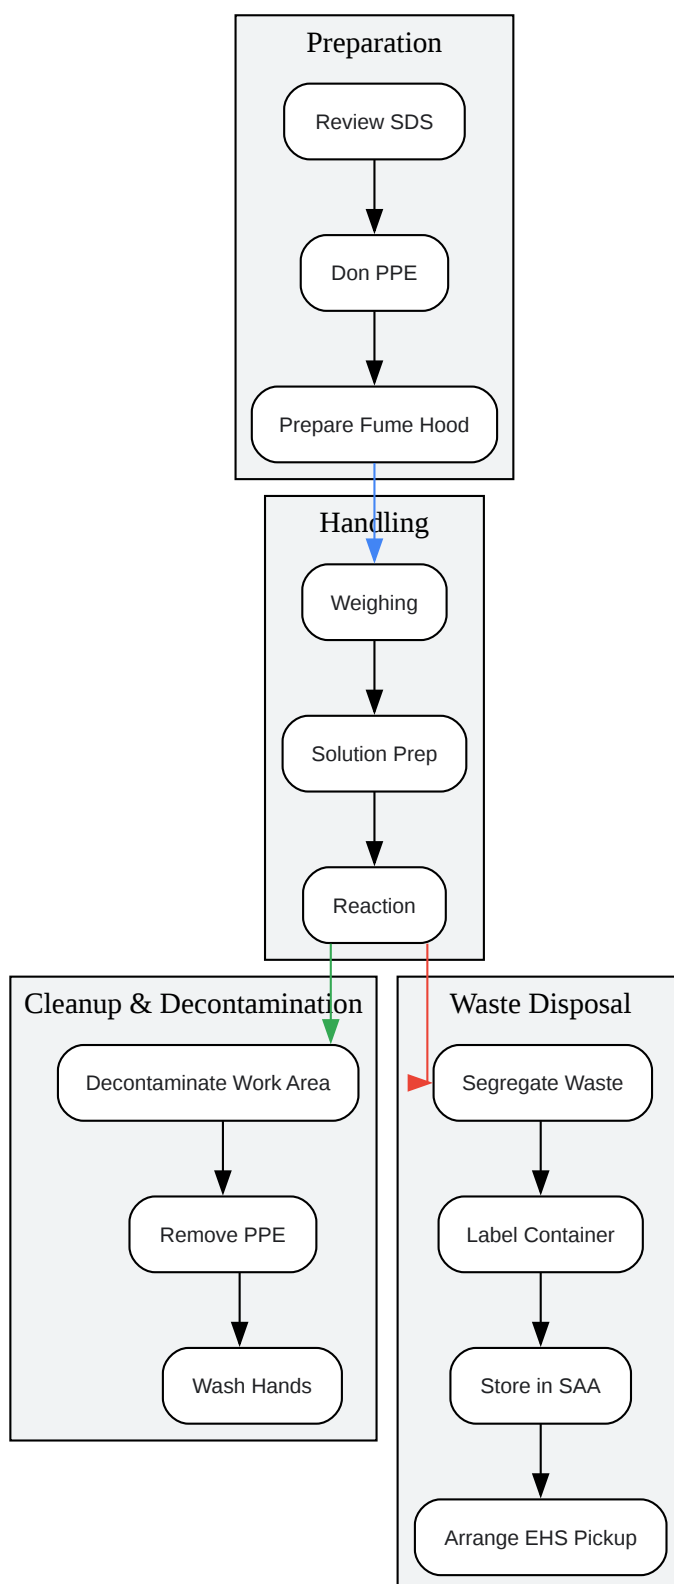 Preparation
Review SDS
Don PPE
Prepare Fume Hood
Handling
Weighing
Solution Prep
Reaction
Cleanup & Decontamination
Decontaminate Work Area
Remove PPE
Wash Hands
Waste Disposal
Segregate Waste
Label Container
Store in SAA
Arrange EHS Pickup